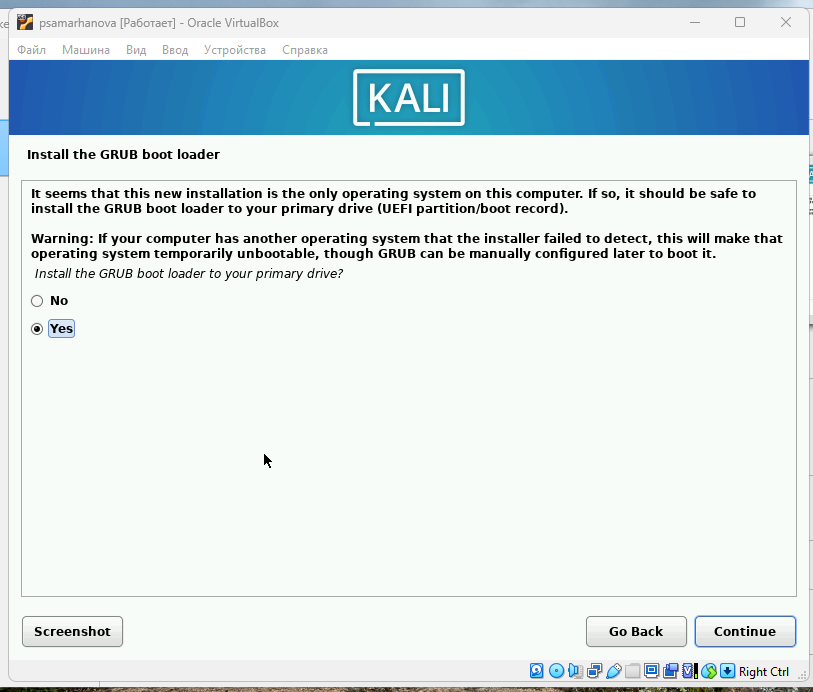 psamarhanova [Работает] - Oracle VirtualBox
Файл Машина Вид Ввод Устройства Справка
KALI
Install the GRUB boot loader
It seems that this new installation is the only operating system on this computer. If so, it should be safe to
install the GRUB boot loader to your primary drive (UEFI partition/boot record).
Warning: If your computer has another operating system that the installer failed to detect, this will make that
operating system temporarily unbootable, though GRUB can be manually configured later to boot it.
Install the GRUB boot loader to your primary drive?
No
Yes
Screenshot Go Back Continue
Right Ctrl